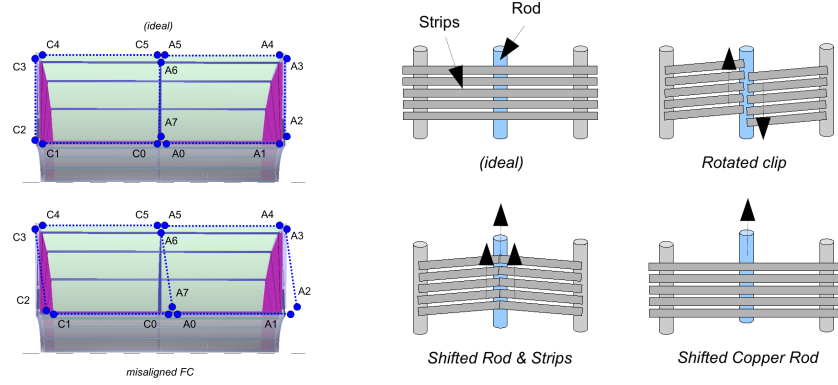 (ideal)
C4 C5 A5 A4
C3 A6 A3
C2 A7 A2
C1 C0 A0 A1
C4 C5 A5 A4
C3 A6 A3
C2 A7 A2
C1 C0 A0 A1
misaligned FC
Strips Rod
(ideal)
Rotated clip
Shifted Rod & Strips
Shifted Copper Rod